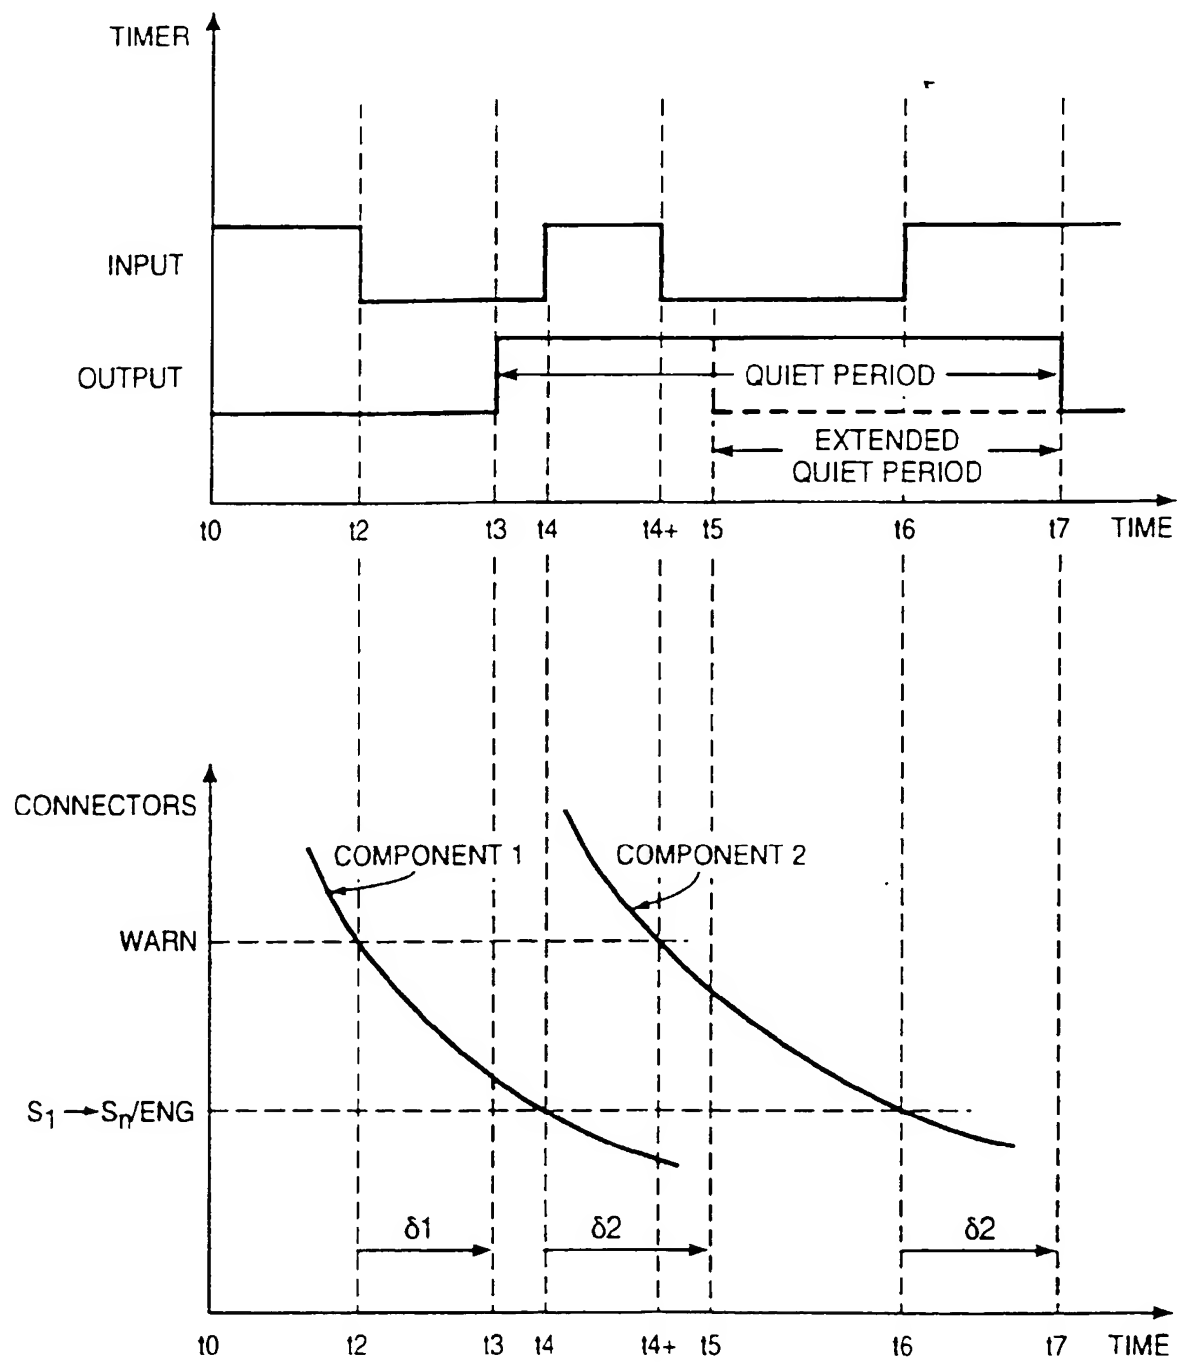 TIMER
INPUT
OUTPUT
QUIET PERIOD
EXTENDED
QUIET PERIOD
t0 t2 t3 t4 t4+ t5 t6 t7 TIME
CONNECTORS
COMPONENT 1 COMPONENT 2
WARN
S1 → Sn/ENG
δ1 δ2 δ2
t0 t2 t3 t4 t4+ t5 t6 t7 TIME